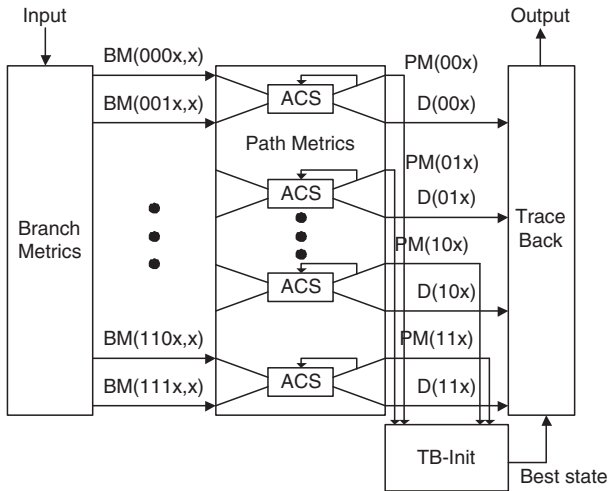 Input
Output
BM(000x,x)
PM(00x)
ACS
BM(001x,x)
D(00x)
Path Metrics
PM(01x)
ACS
D(01x)
Branch
Metrics
Trace
Back
PM(10x)
ACS
D(10x)
BM(110x,x)
PM(11x)
ACS
BM(111x,x)
D(11x)
TB-Init
Best state